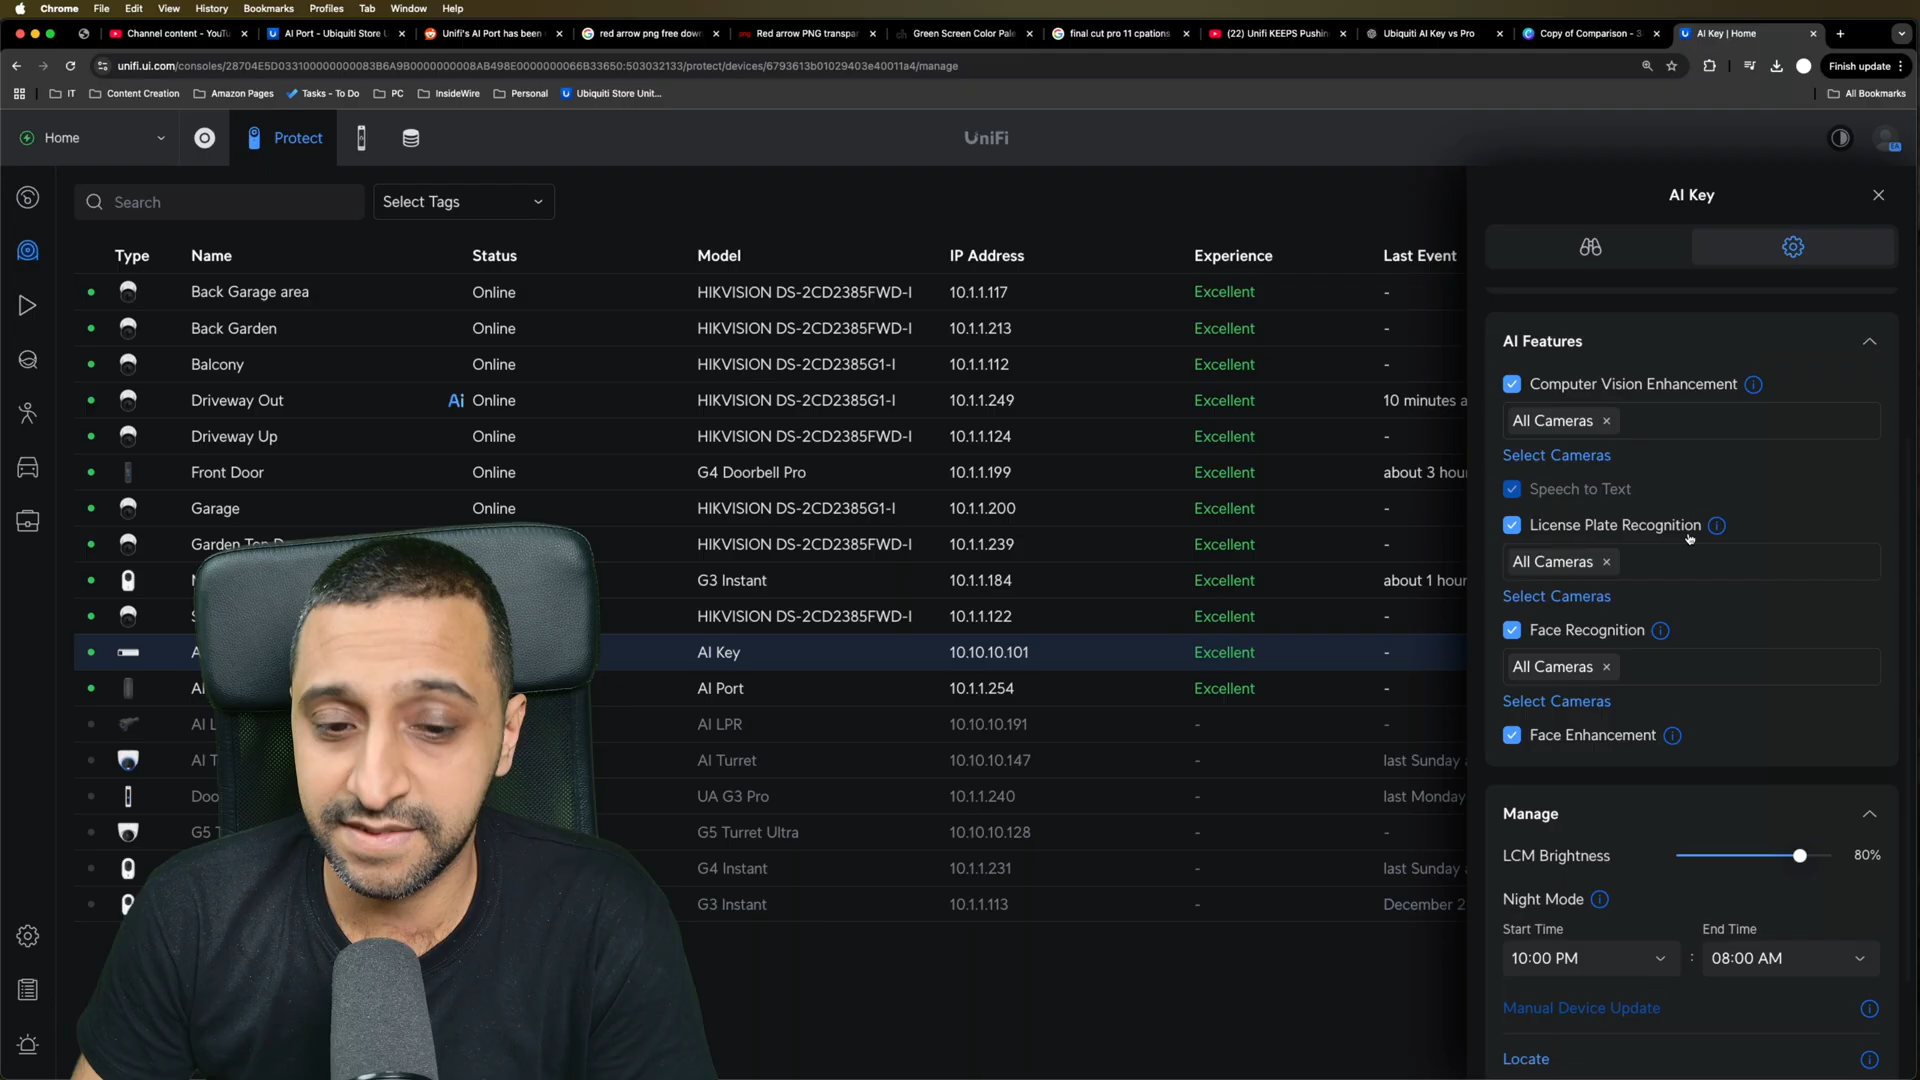 Chrome File Edit View History Bookmarks Profiles Tab Window Help
Channel content - YouTu
AI Port - Ubiquiti Store U
Unifi's AI Port has been
red arrow png free down
Red arrow PNG transpar
Green Screen Color Pale
final cut pro 11 cpations
(22) Unifi KEEPS Pushin
Ubiquiti AI Key vs Pro
Copy of Comparison - 3
AI Key | Home
unifi.ui.com/consoles/28704E5D0331000000000083B6A9B0000000008AB498E0000000066B33650:503032133/protect/devices/6793613b01029403e40011a4/manage
Finish update
IT Content Creation Amazon Pages Tasks - To Do PC InsideWire Personal Ubiquiti Store Unit... All Bookmarks
Home Protect UniFi
Search Select Tags
Type Name Status Model IP Address Experience Last Event
Back Garage area Online HIKVISION DS-2CD2385FWD-I 10.1.1.117 Excellent -
Back Garden Online HIKVISION DS-2CD2385FWD-I 10.1.1.213 Excellent -
Balcony Online HIKVISION DS-2CD2385G1-I 10.1.1.112 Excellent -
Driveway Out Ai Online HIKVISION DS-2CD2385G1-I 10.1.1.249 Excellent 10 minutes a
Driveway Up Online HIKVISION DS-2CD2385FWD-I 10.1.1.124 Excellent -
Front Door Online G4 Doorbell Pro 10.1.1.199 Excellent about 3 hour
Garage Online HIKVISION DS-2CD2385G1-I 10.1.1.200 Excellent -
Garden Online HIKVISION DS-2CD2385FWD-I 10.1.1.239 Excellent -
G3 Instant 10.1.1.184 Excellent about 1 hour
HIKVISION DS-2CD2385FWD-I 10.1.1.122 Excellent -
AI Key 10.10.10.101 Excellent -
AI Port 10.1.1.254 Excellent -
AI L AI LPR 10.10.10.191 - -
AI T AI Turret 10.10.10.147 - last Sunday a
Doo UA G3 Pro 10.1.1.240 - last Monday
G5 T G5 Turret Ultra 10.10.10.128 - -
G4 Instant 10.1.1.231 - last Sunday a
G3 Instant 10.1.1.113 - December 2
AI Key
AI Features
Computer Vision Enhancement
All Cameras ×
Select Cameras
Speech to Text
License Plate Recognition
All Cameras ×
Select Cameras
Face Recognition
All Cameras ×
Select Cameras
Face Enhancement
Manage
LCM Brightness 80%
Night Mode
Start Time End Time
10:00 PM : 08:00 AM
Manual Device Update
Locate